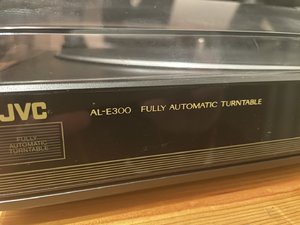 JVC
AL-E300 FULLY AUTOMATIC TURNTABLE
FULLY
AUTOMATIC
TURNTABLE